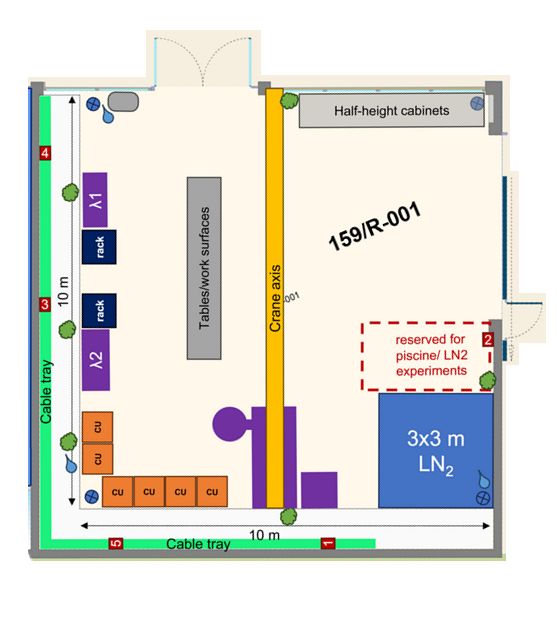 Half-height cabinets
4
λ1
159/R-001
rack
Tables/work surfaces
Crane axis
-001
10 m
3
rack
reserved for
piscine/ LN2
experiments
2
λ2
Cable tray
cu
cu
3x3 m
LN₂
cu
cu
cu
cu
10 m
5
Cable tray
1